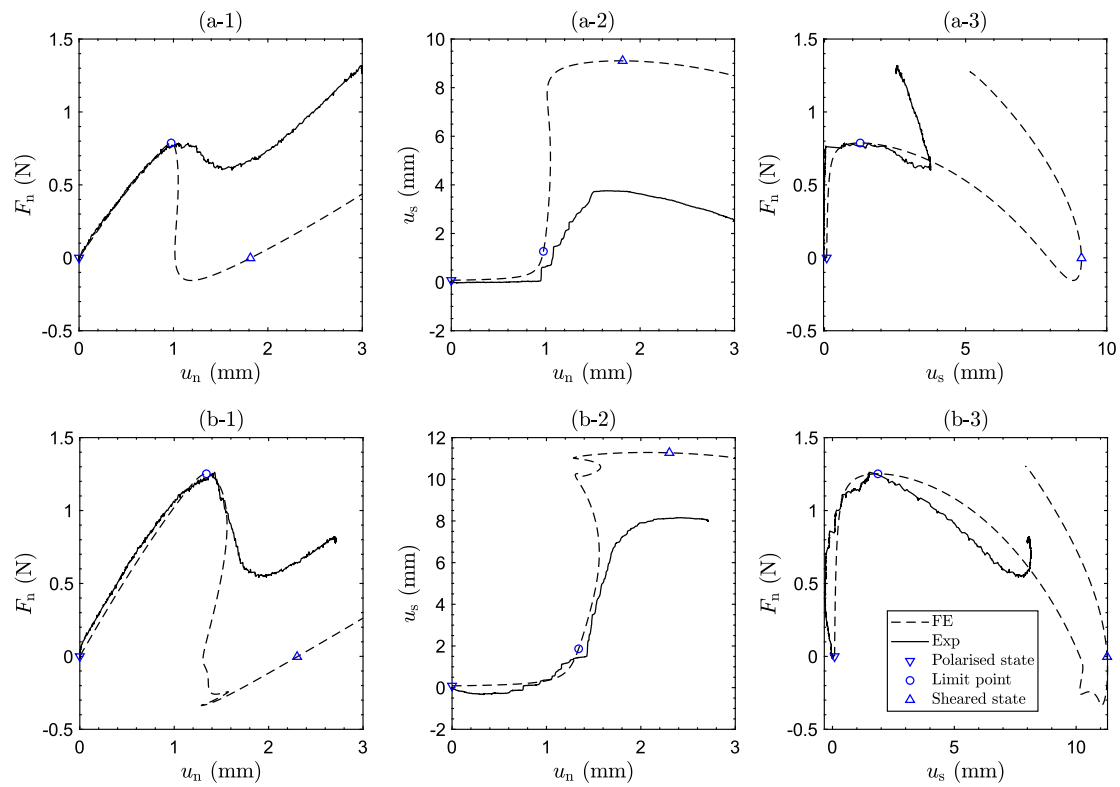 (a-1)
(a-2)
(a-3)
1.5
1
0.5
0
-0.5
Fn (N)
0
1
2
3
un (mm)
10
8
6
4
2
0
-2
us (mm)
0
1
2
3
un (mm)
1.5
1
0.5
0
-0.5
Fn (N)
0
5
10
us (mm)
(b-1)
(b-2)
(b-3)
1.5
1
0.5
0
-0.5
Fn (N)
0
1
2
3
un (mm)
12
10
8
6
4
2
0
-2
us (mm)
0
1
2
3
un (mm)
1.5
1
0.5
0
-0.5
Fn (N)
0
5
10
us (mm)
FE
Exp
Polarised state
Limit point
Sheared state